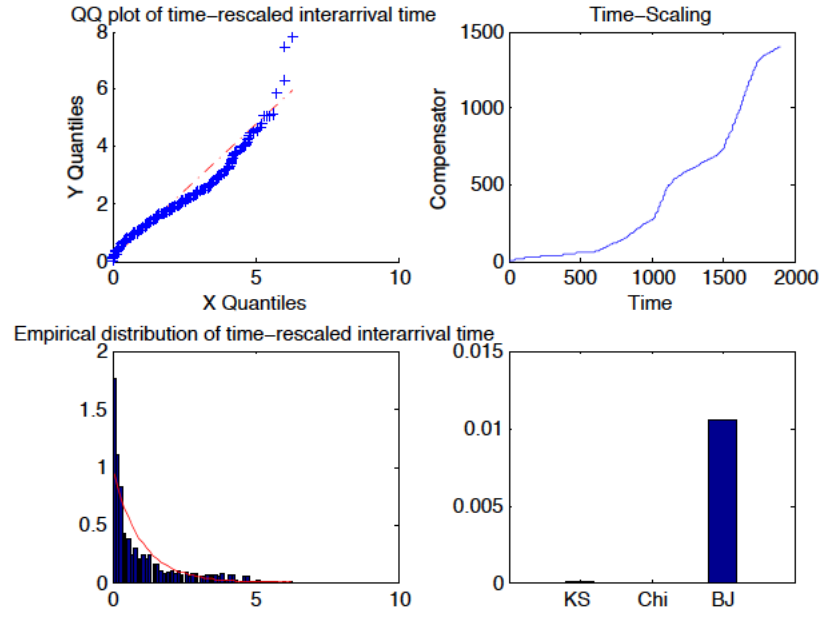 QQ plot of time-rescaled interarrival time
8
6
4
2
0
Y Quantiles
0
5
10
X Quantiles
Time-Scaling
1500
1000
500
0
Compensator
0
500
1000
1500
2000
Time
Empirical distribution of time-rescaled interarrival time
2
1.5
1
0.5
0
0
5
10
0.015
0.01
0.005
0
KS
Chi
BJ